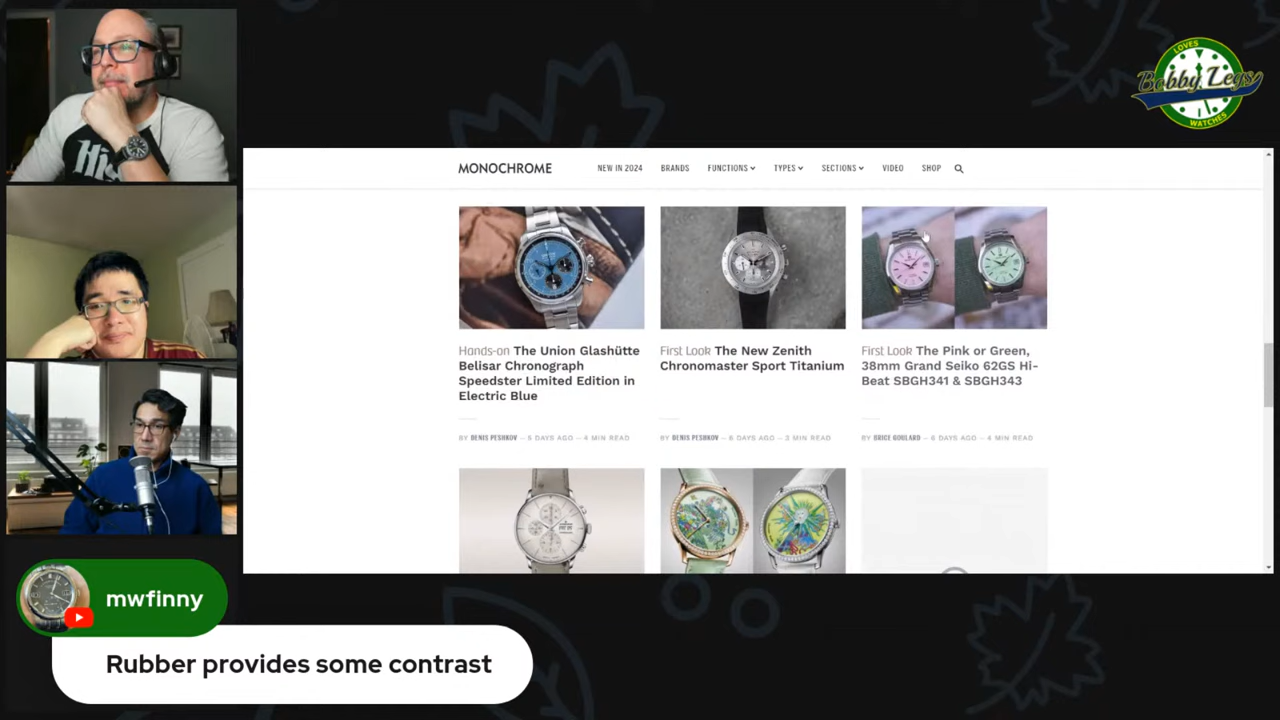 LOVES
Bobby Legs
WATCHES
His
MONOCHROME
NEW IN 2024
BRANDS
FUNCTIONS
TYPES
SECTIONS
VIDEO
SHOP
Hands-on The Union Glashütte
Belisar Chronograph
Speedster Limited Edition in
Electric Blue
BY DENIS PESHKOV — 5 DAYS AGO — 4 MIN READ
First Look The New Zenith
Chronomaster Sport Titanium
BY DENIS PESHKOV — 6 DAYS AGO — 3 MIN READ
First Look The Pink or Green,
38mm Grand Seiko 62GS Hi-
Beat SBGH341 & SBGH343
BY BRICE GOULARD — 6 DAYS AGO — 4 MIN READ
mwfinny
Rubber provides some contrast